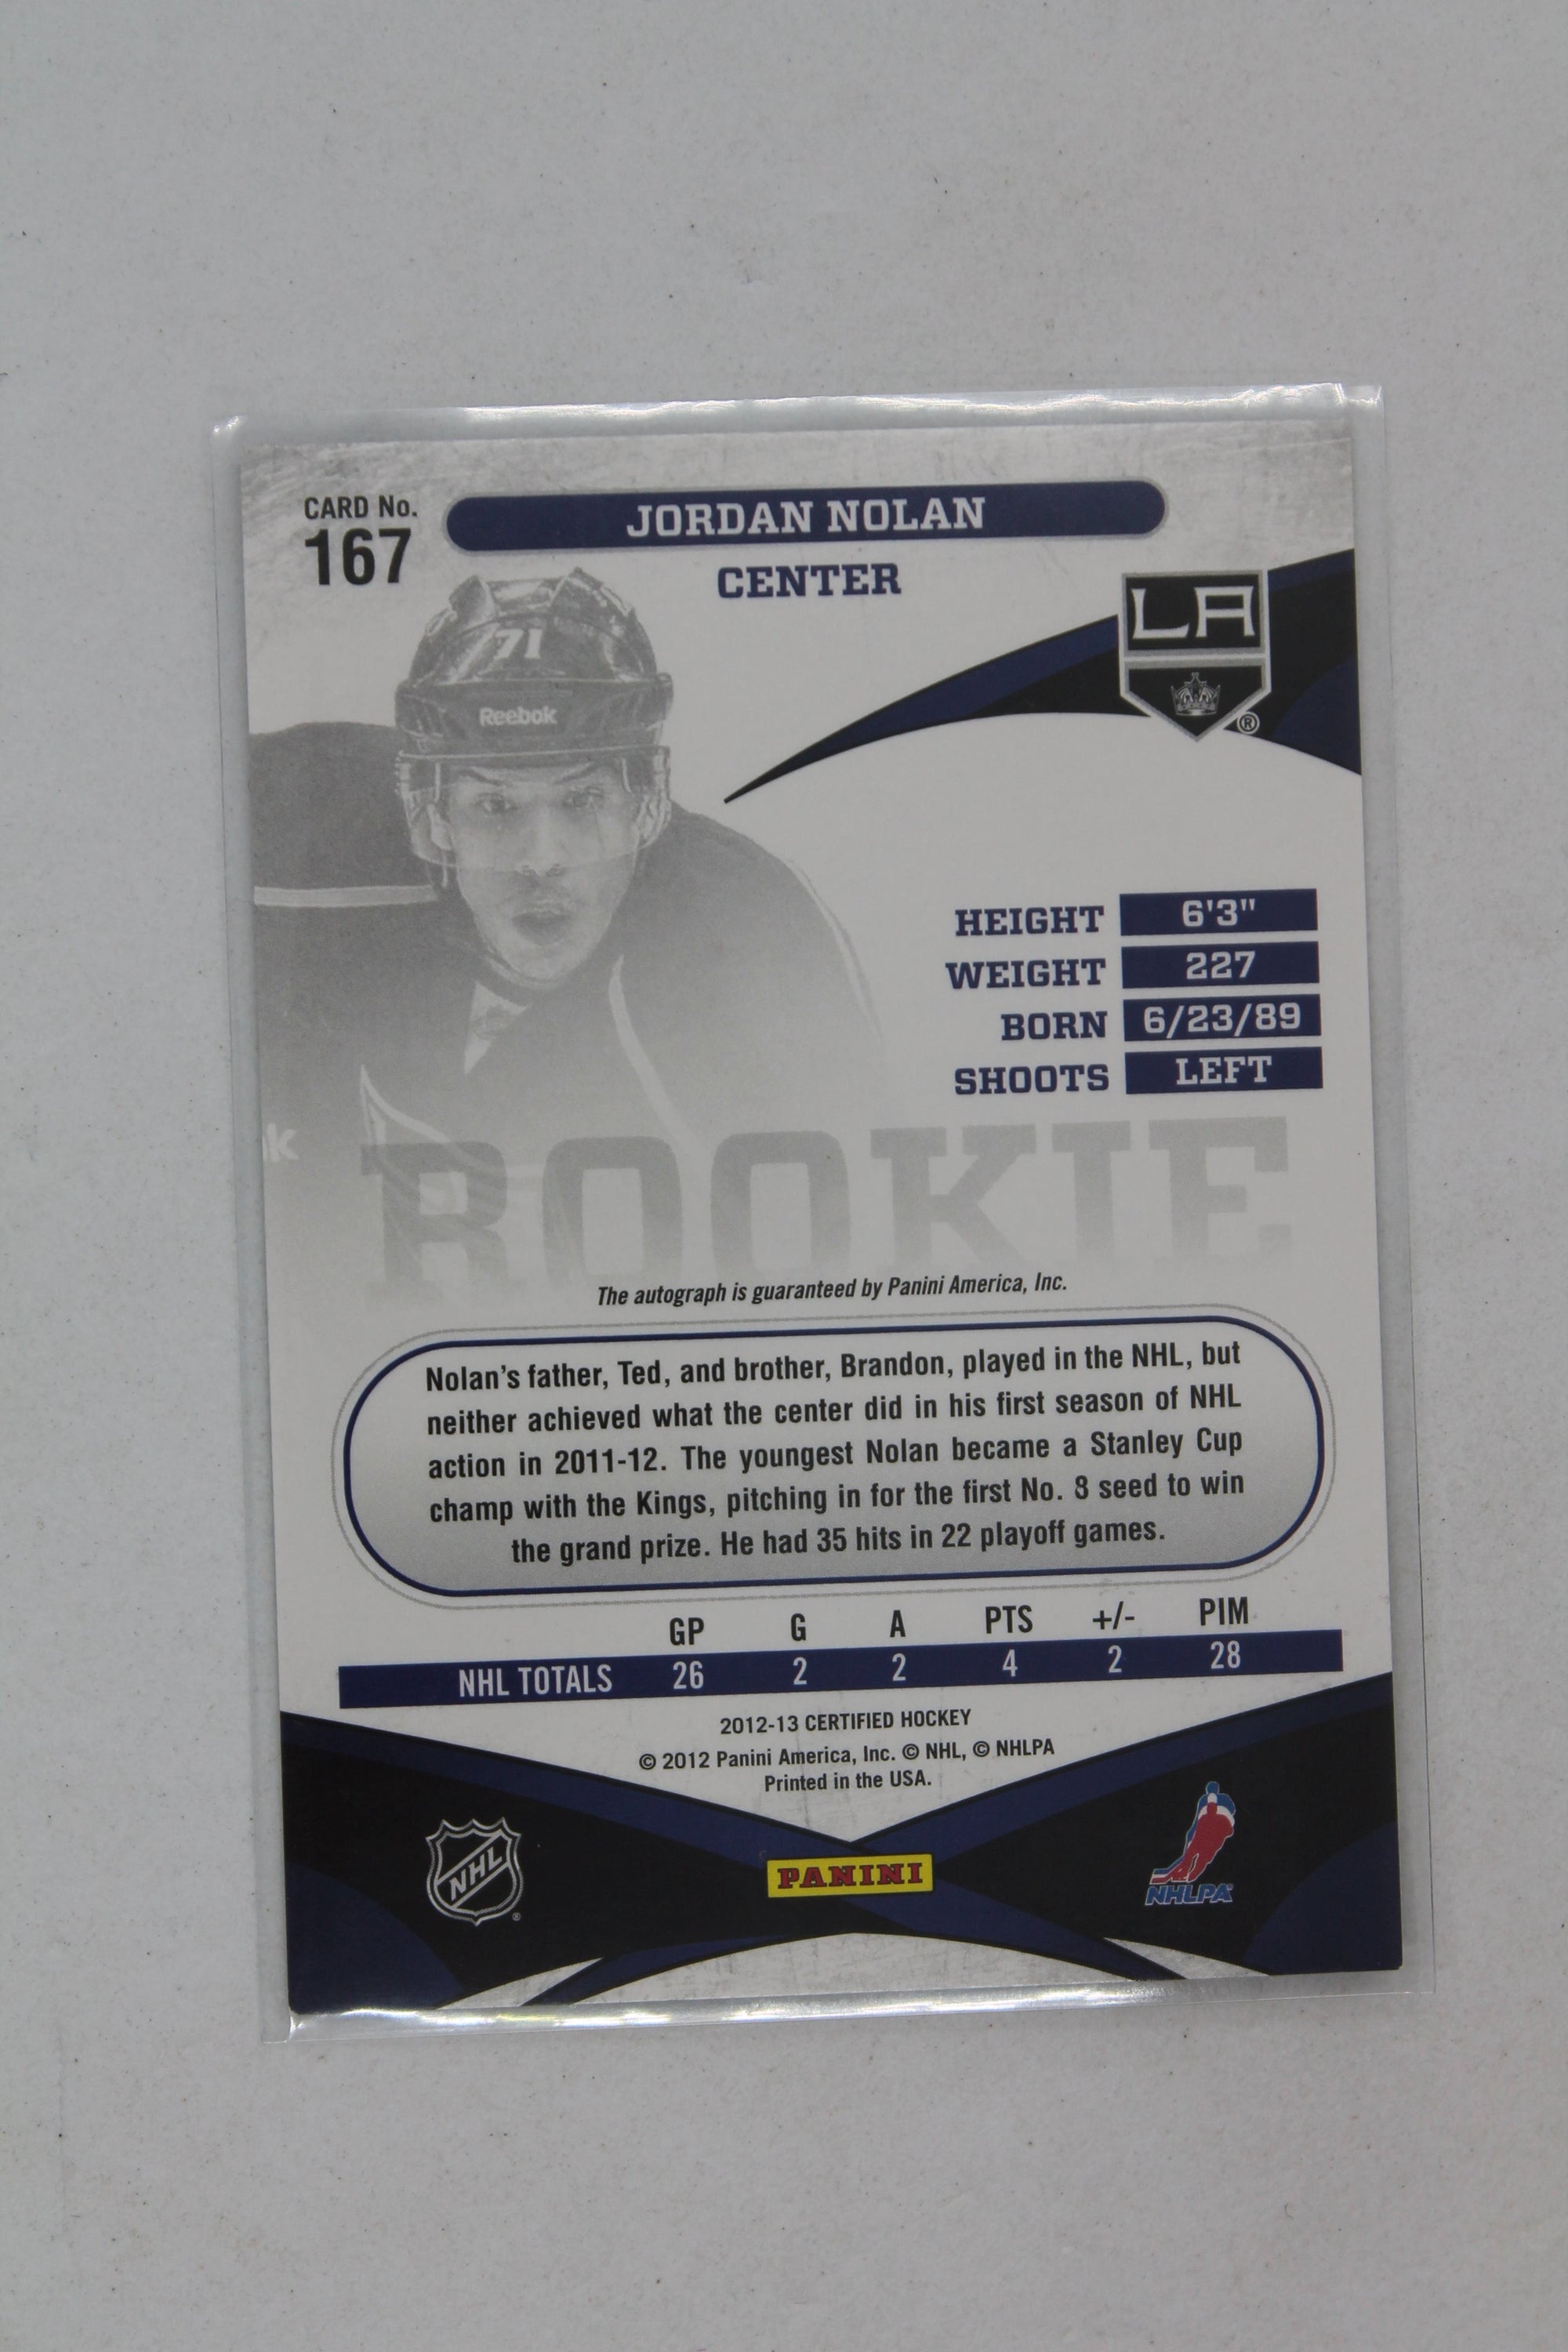 CARD No.
167
JORDAN NOLAN
CENTER
LA
®
71
Reebok
HEIGHT 6'3"
WEIGHT 227
BORN 6/23/89
SHOOTS LEFT
ok
ROOKIE
The autograph is guaranteed by Panini America, Inc.
Nolan's father, Ted, and brother, Brandon, played in the NHL, but
neither achieved what the center did in his first season of NHL
action in 2011-12. The youngest Nolan became a Stanley Cup
champ with the Kings, pitching in for the first No. 8 seed to win
the grand prize. He had 35 hits in 22 playoff games.
GP G A PTS +/- PIM
NHL TOTALS 26 2 2 4 2 28
2012-13 CERTIFIED HOCKEY
© 2012 Panini America, Inc. © NHL, © NHLPA
Printed in the USA.
NHL
PANINI
NHLPA